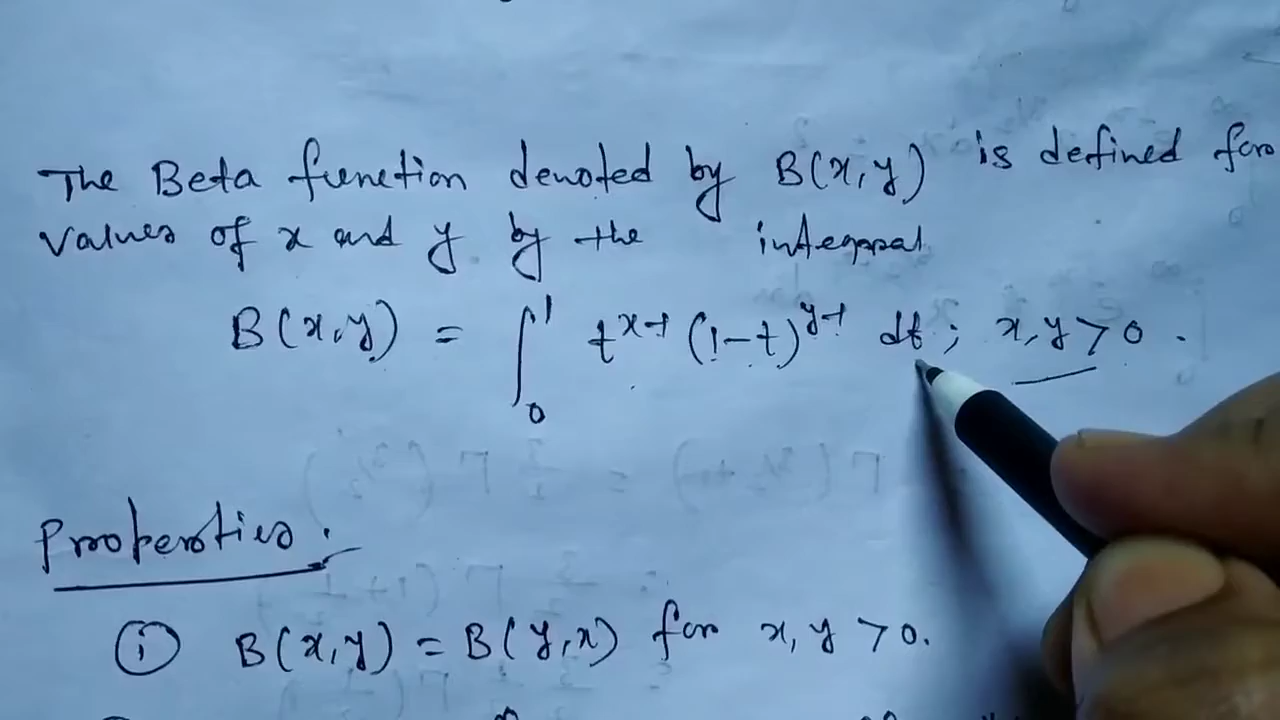 The Beta function denoted by B(x,y) is defined for
values of x and y by the integral
B(x,y) = ∫₀¹ t^(x-1) (1-t)^(y-1) dt; x,y > 0.
Properties.
① B(x,y) = B(y,x) for x,y > 0.